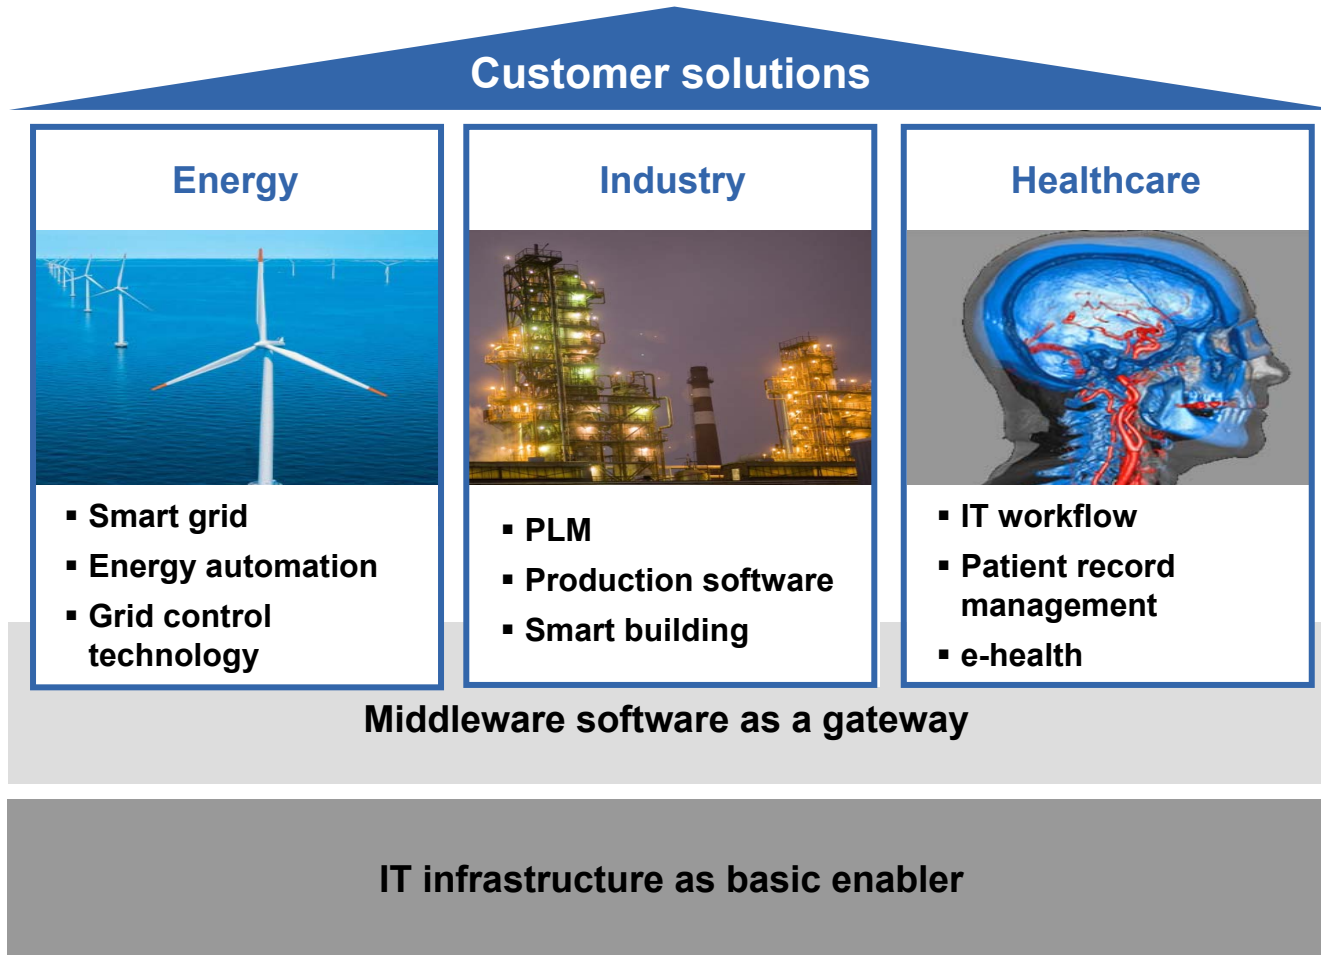 Customer solutions
Energy
Smart grid
Energy automation
Grid control
technology
Industry
PLM
Production software
Smart building
Healthcare
IT workflow
Patient record
management
e-health
Middleware software as a gateway
IT infrastructure as basic enabler